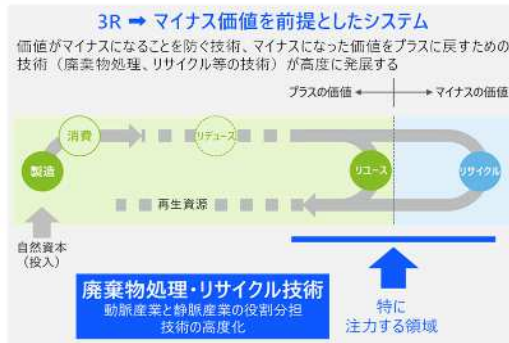 3R ➡ マイナス価値を前提としたシステム
価値がマイナスになることを防ぐ技術、マイナスになった価値をプラスに戻すための
技術（廃棄物処理、リサイクル等の技術）が高度に発展する
プラスの価値 ← → マイナスの価値
消費
リデュース
製造
リユース
リサイクル
再生資源
自然資本
（投入）
廃棄物処理・リサイクル技術
動脈産業と静脈産業の役割分担
技術の高度化
特に
注力する領域